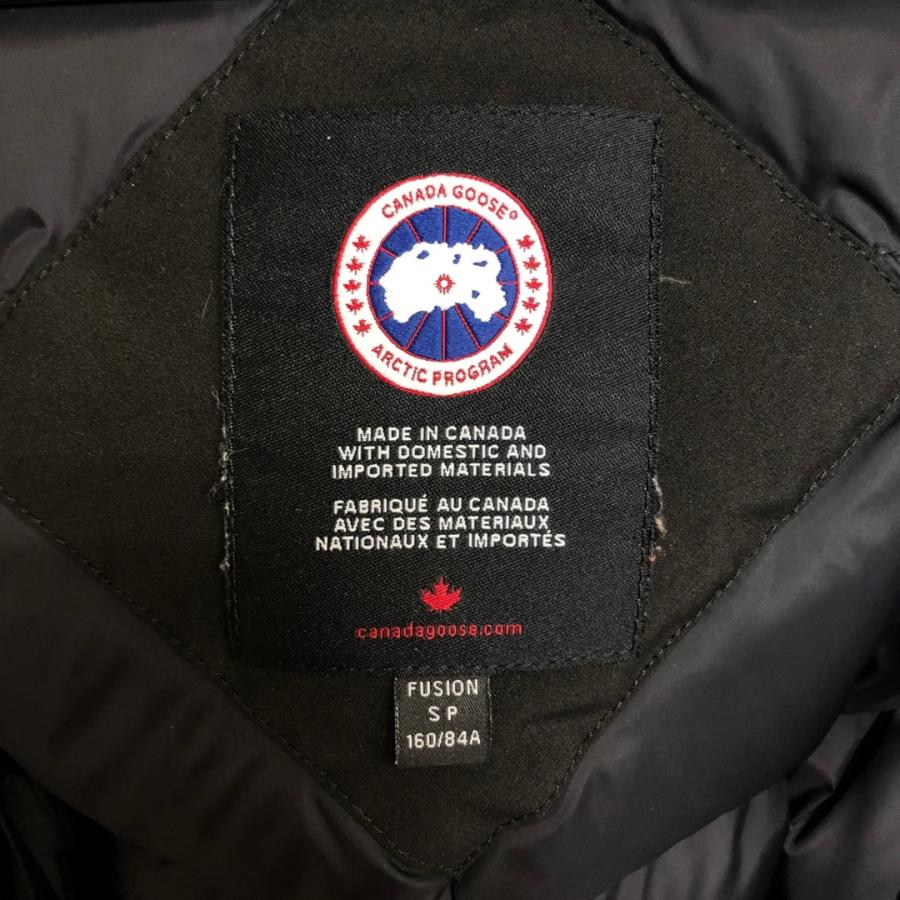 CANADA GOOSE®
ARCTIC PROGRAM
MADE IN CANADA
WITH DOMESTIC AND
IMPORTED MATERIALS
FABRIQUÉ AU CANADA
AVEC DES MATERIAUX
NATIONAUX ET IMPORTÉS
canadagoose.com
FUSION
S P
160/84A